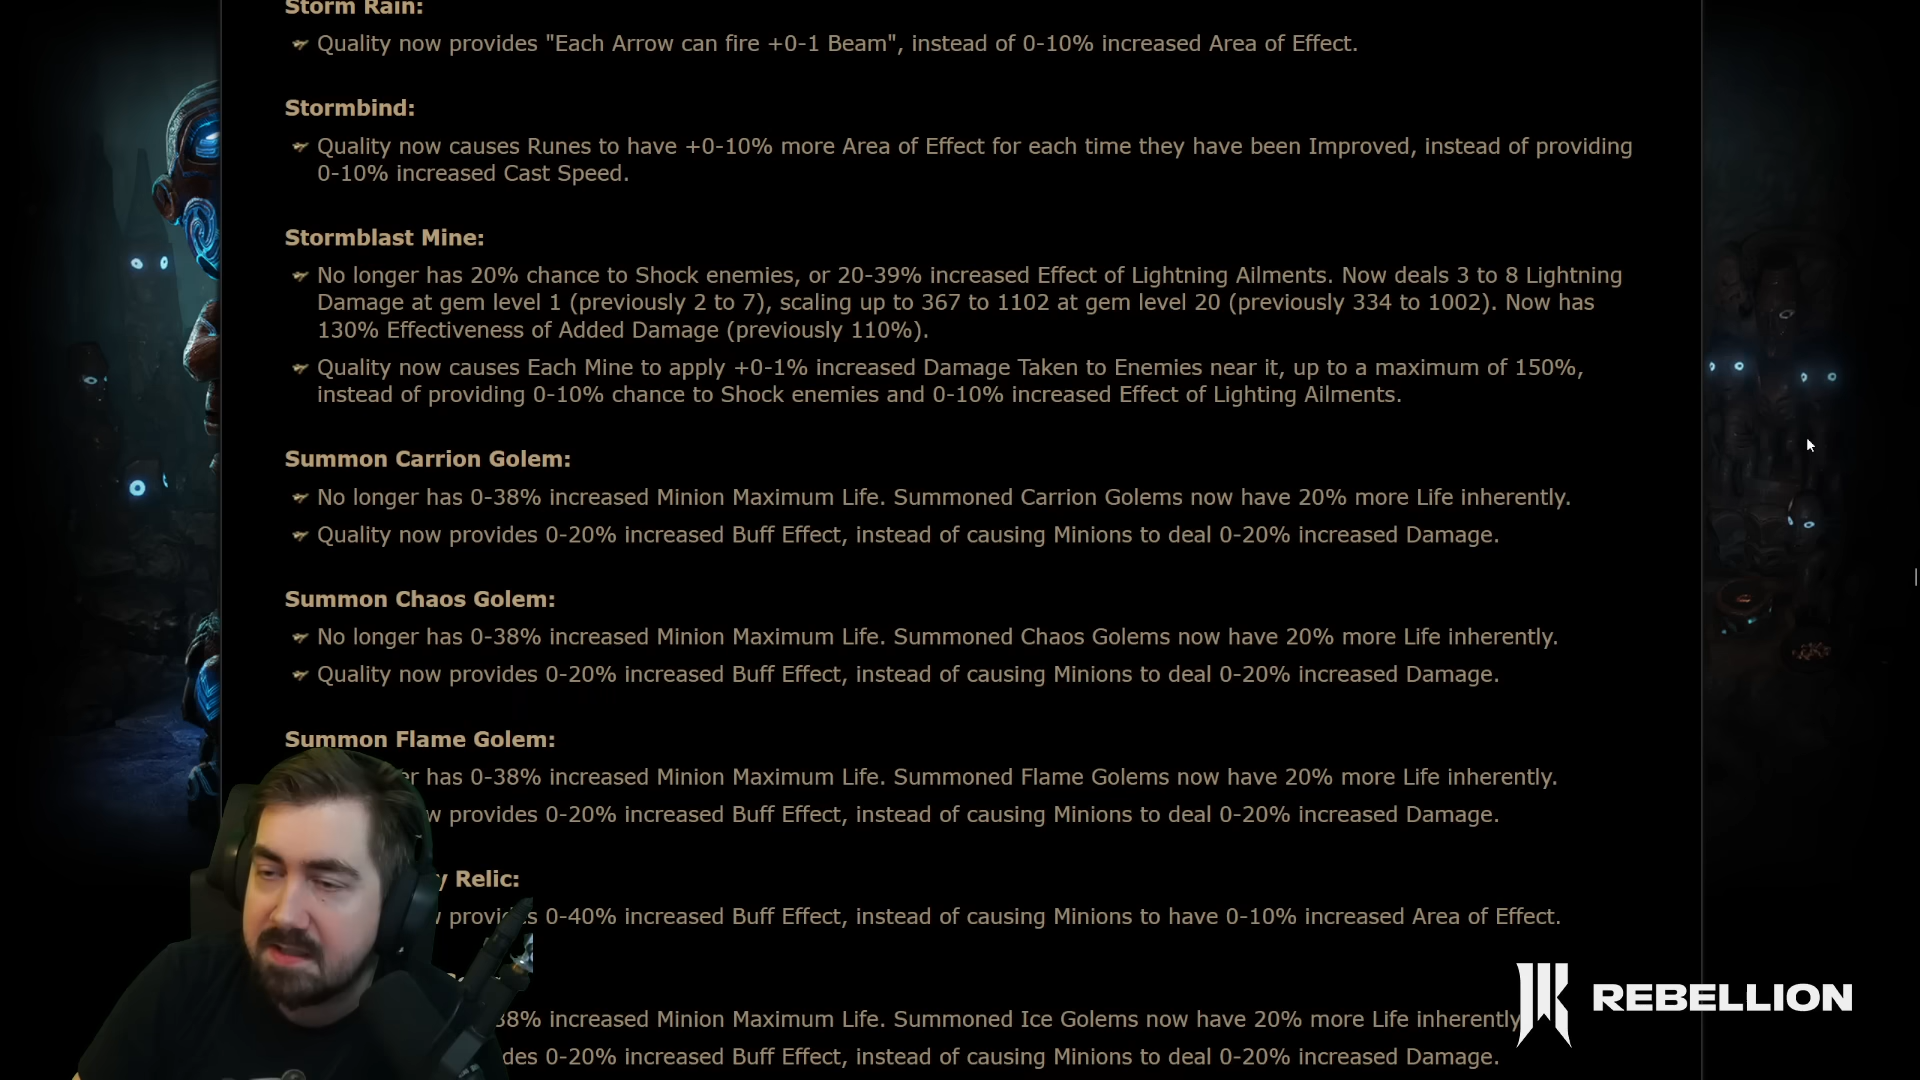 Storm Rain:
Quality now provides "Each Arrow can fire +0-1 Beam", instead of 0-10% increased Area of Effect.
Stormbind:
Quality now causes Runes to have +0-10% more Area of Effect for each time they have been Improved, instead of providing
0-10% increased Cast Speed.
Stormblast Mine:
No longer has 20% chance to Shock enemies, or 20-39% increased Effect of Lightning Ailments. Now deals 3 to 8 Lightning
Damage at gem level 1 (previously 2 to 7), scaling up to 367 to 1102 at gem level 20 (previously 334 to 1002). Now has
130% Effectiveness of Added Damage (previously 110%).
Quality now causes Each Mine to apply +0-1% increased Damage Taken to Enemies near it, up to a maximum of 150%,
instead of providing 0-10% chance to Shock enemies and 0-10% increased Effect of Lighting Ailments.
Summon Carrion Golem:
No longer has 0-38% increased Minion Maximum Life. Summoned Carrion Golems now have 20% more Life inherently.
Quality now provides 0-20% increased Buff Effect, instead of causing Minions to deal 0-20% increased Damage.
Summon Chaos Golem:
No longer has 0-38% increased Minion Maximum Life. Summoned Chaos Golems now have 20% more Life inherently.
Quality now provides 0-20% increased Buff Effect, instead of causing Minions to deal 0-20% increased Damage.
Summon Flame Golem:
has 0-38% increased Minion Maximum Life. Summoned Flame Golems now have 20% more Life inherently.
provides 0-20% increased Buff Effect, instead of causing Minions to deal 0-20% increased Damage.
Relic:
provides 0-40% increased Buff Effect, instead of causing Minions to have 0-10% increased Area of Effect.
increased Minion Maximum Life. Summoned Ice Golems now have 20% more Life inherently
0-20% increased Buff Effect, instead of causing Minions to deal 0-20% increased Damage.
REBELLION